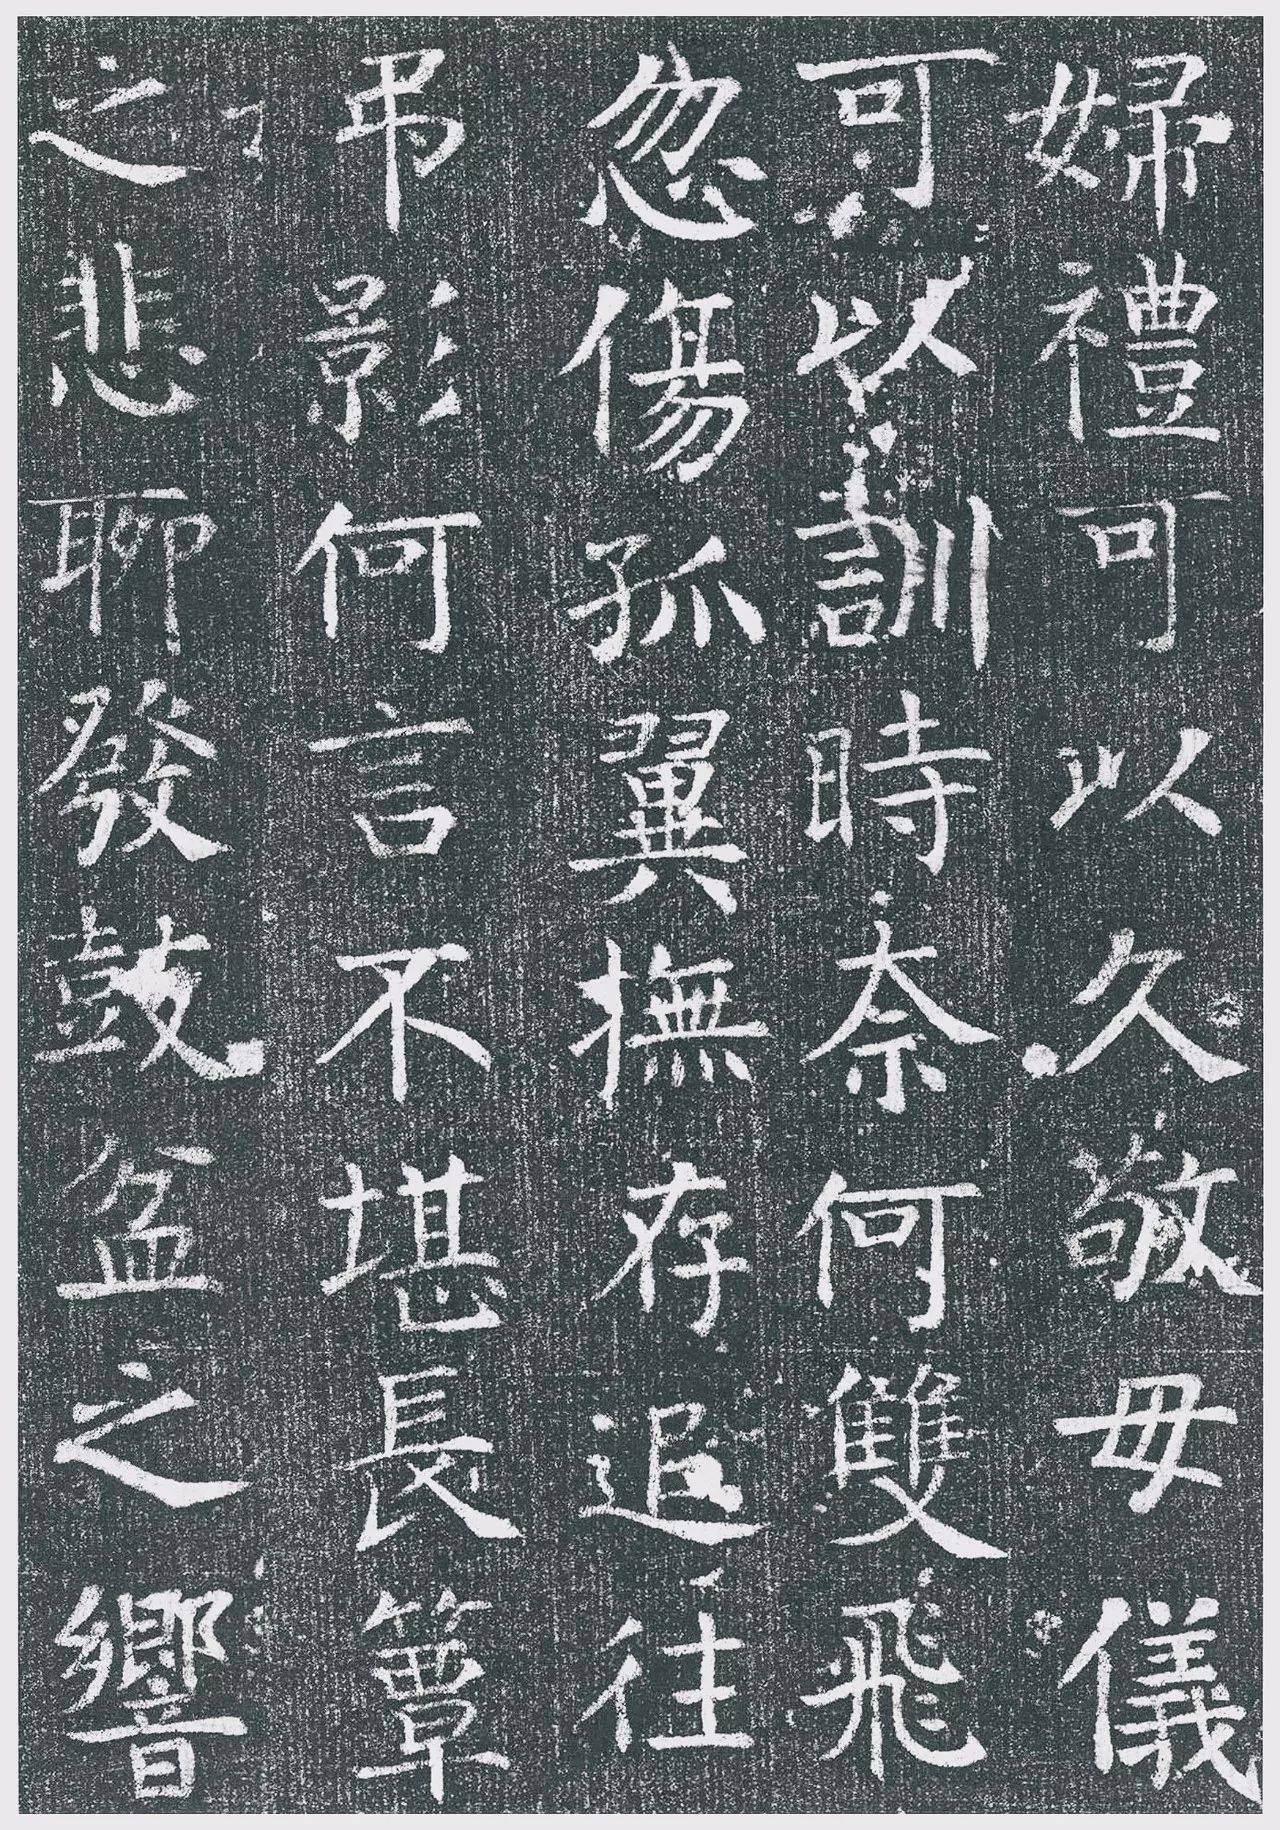 婦禮可以久敬毋儀
可以訓時奈何雙飛
忽傷孤翼撫存追往
弔影何言不堪長簟
之悲聊發鼓盆之響